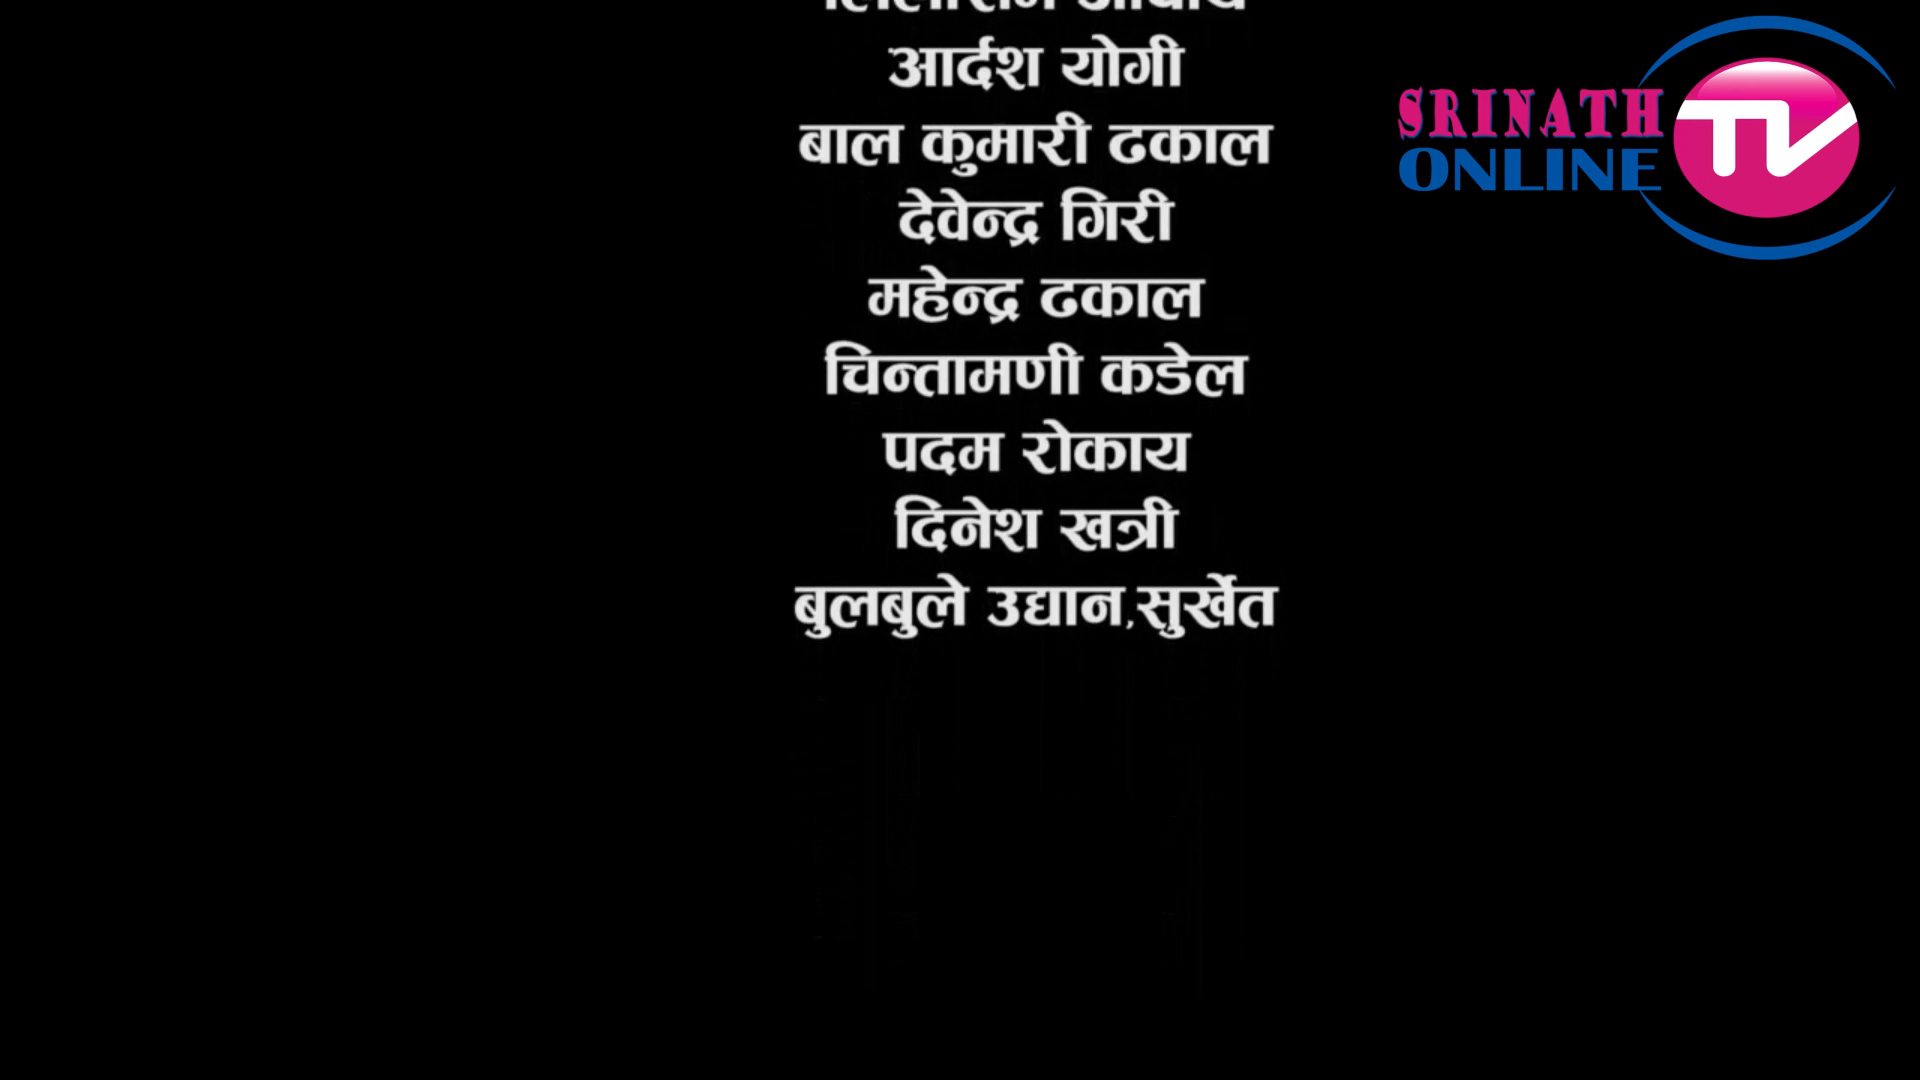 आर्दश योगी
बाल कुमारी ढकाल
देवेन्द्र गिरी
महेन्द्र ढकाल
चिन्तामणी कडेल
पदम रोकाय
दिनेश खत्री
बुलबुले उद्यान,सुर्खेत
SRINATH
ONLINE
TV